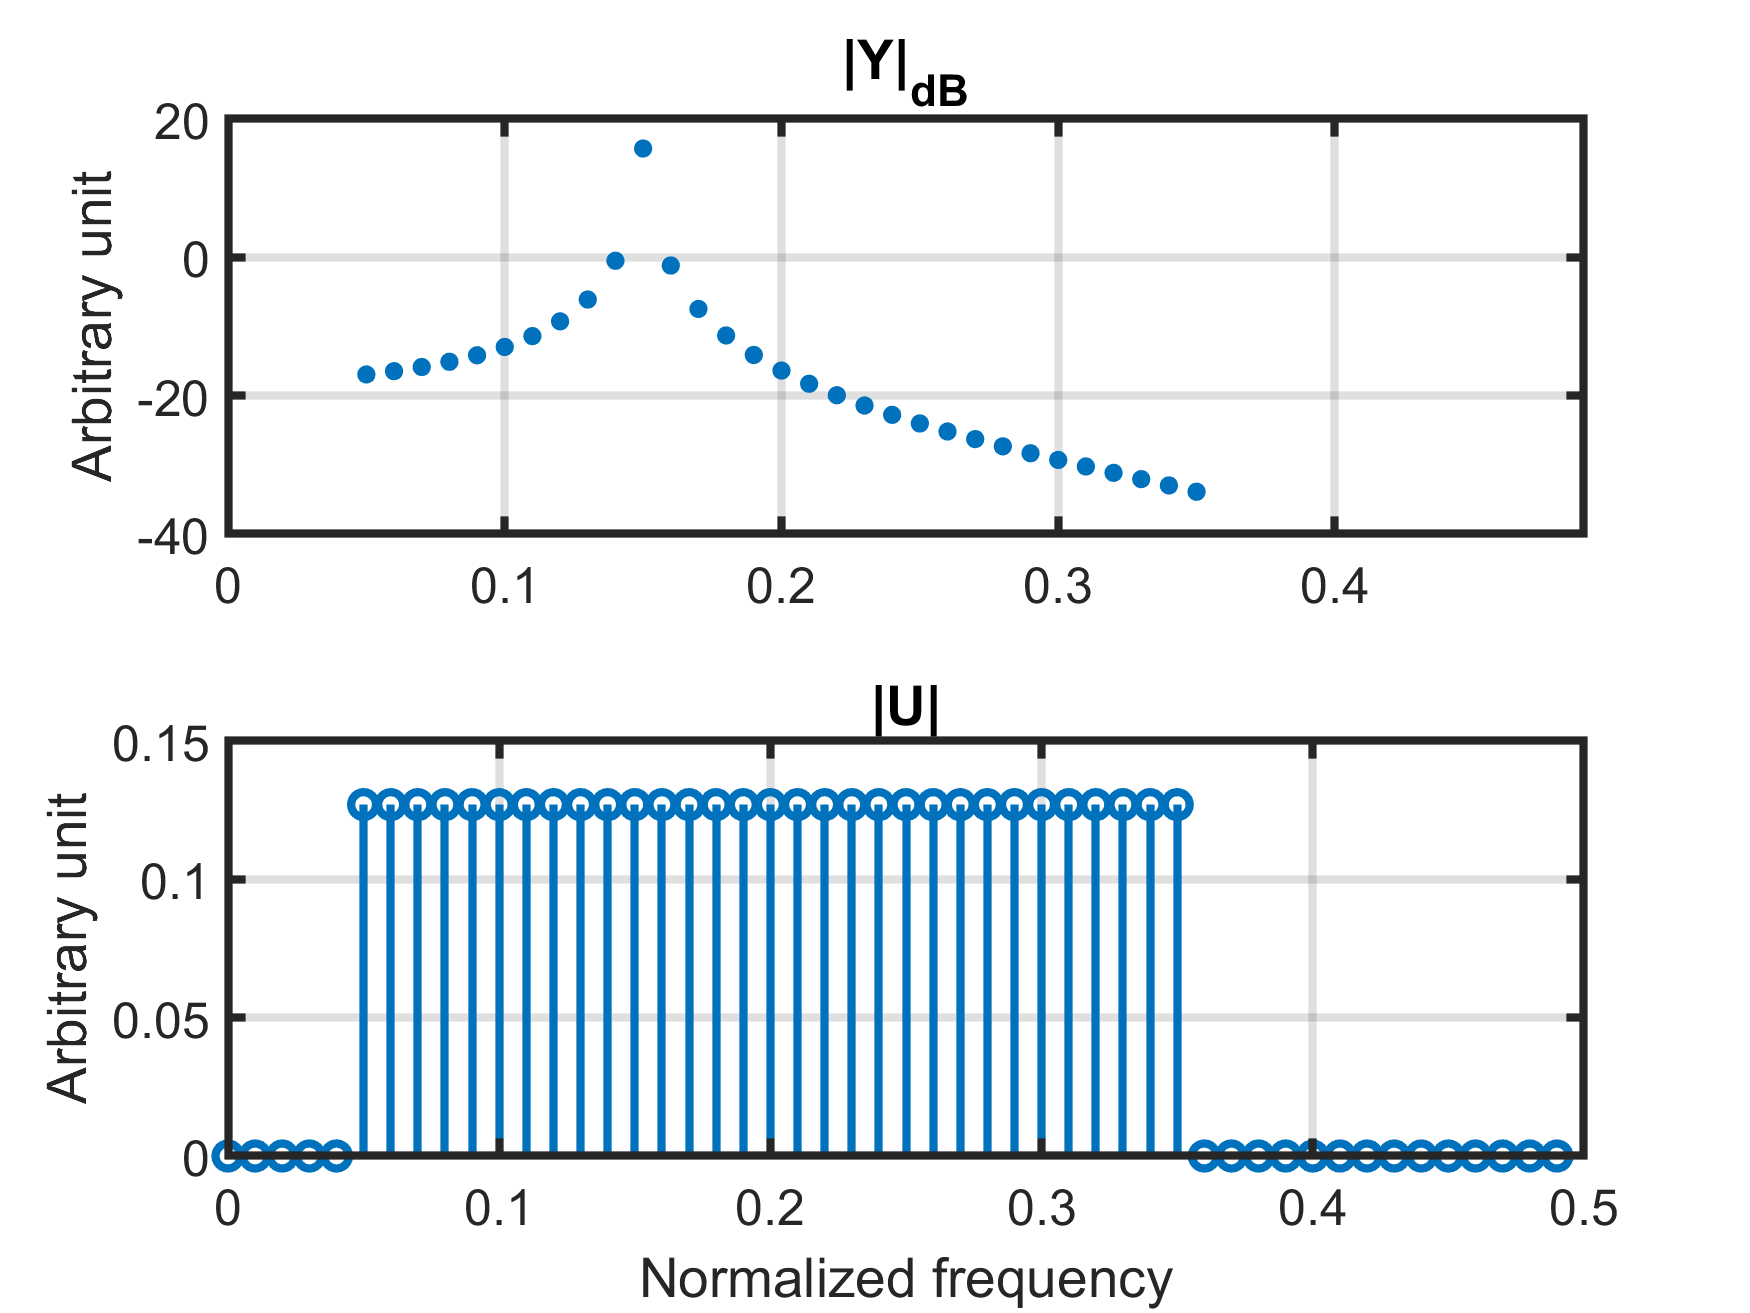 |Y|dB
Arbitrary unit
20
0
-20
-40
0 0.1 0.2 0.3 0.4
|U|
Arbitrary unit
0.15
0.1
0.05
0
0 0.1 0.2 0.3 0.4 0.5
Normalized frequency